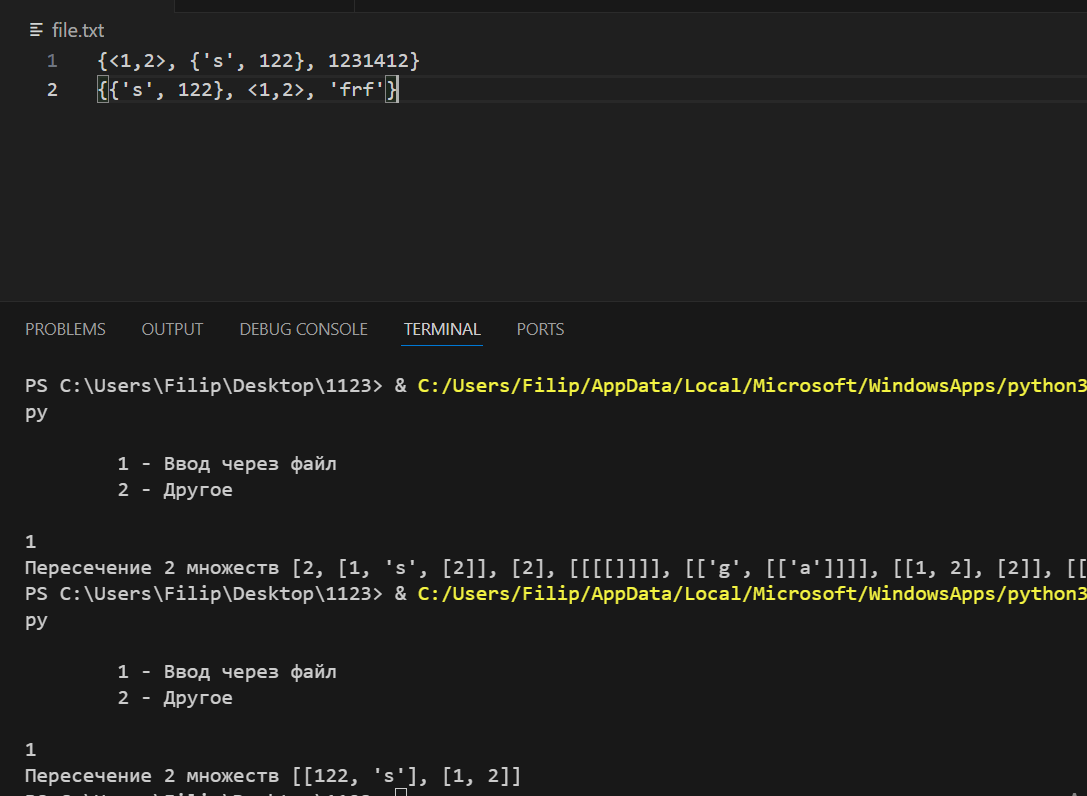 file.txt
1 {<1,2>, {'s', 122}, 1231412}
2 {{'s', 122}, <1,2>, 'frf'}
PROBLEMS OUTPUT DEBUG CONSOLE TERMINAL PORTS
PS C:\Users\Filip\Desktop\1123> & C:/Users/Filip/AppData/Local/Microsoft/WindowsApps/python3
py
1 - Ввод через файл
2 - Другое
1
Пересечение 2 множеств [2, [1, 's', [2]], [2], [[[[]]]], [['g', [['a']]]], [[1, 2], [2]], [[
PS C:\Users\Filip\Desktop\1123> & C:/Users/Filip/AppData/Local/Microsoft/WindowsApps/python3
py
1 - Ввод через файл
2 - Другое
1
Пересечение 2 множеств [[122, 's'], [1, 2]]